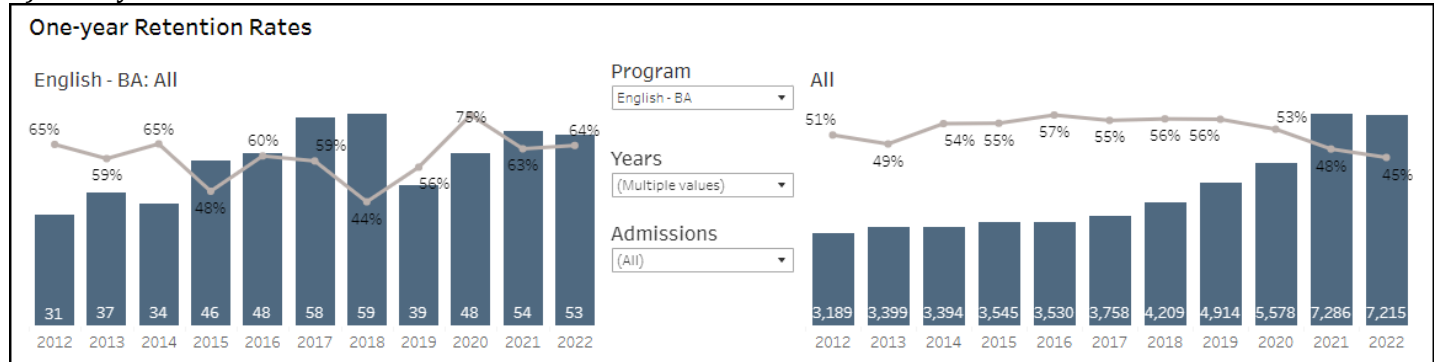 One-year Retention Rates
English - BA: All
65% 59% 65% 48% 60% 59% 44% 56% 75% 63% 64%
31 37 34 46 48 58 59 39 48 54 53
2012 2013 2014 2015 2016 2017 2018 2019 2020 2021 2022
Program
English - BA
Years
(Multiple values)
Admissions
(All)
All
51% 49% 54% 55% 57% 55% 56% 56% 53% 48% 45%
3,189 3,399 3,394 3,545 3,530 3,758 4,209 4,914 5,578 7,286 7,215
2012 2013 2014 2015 2016 2017 2018 2019 2020 2021 2022